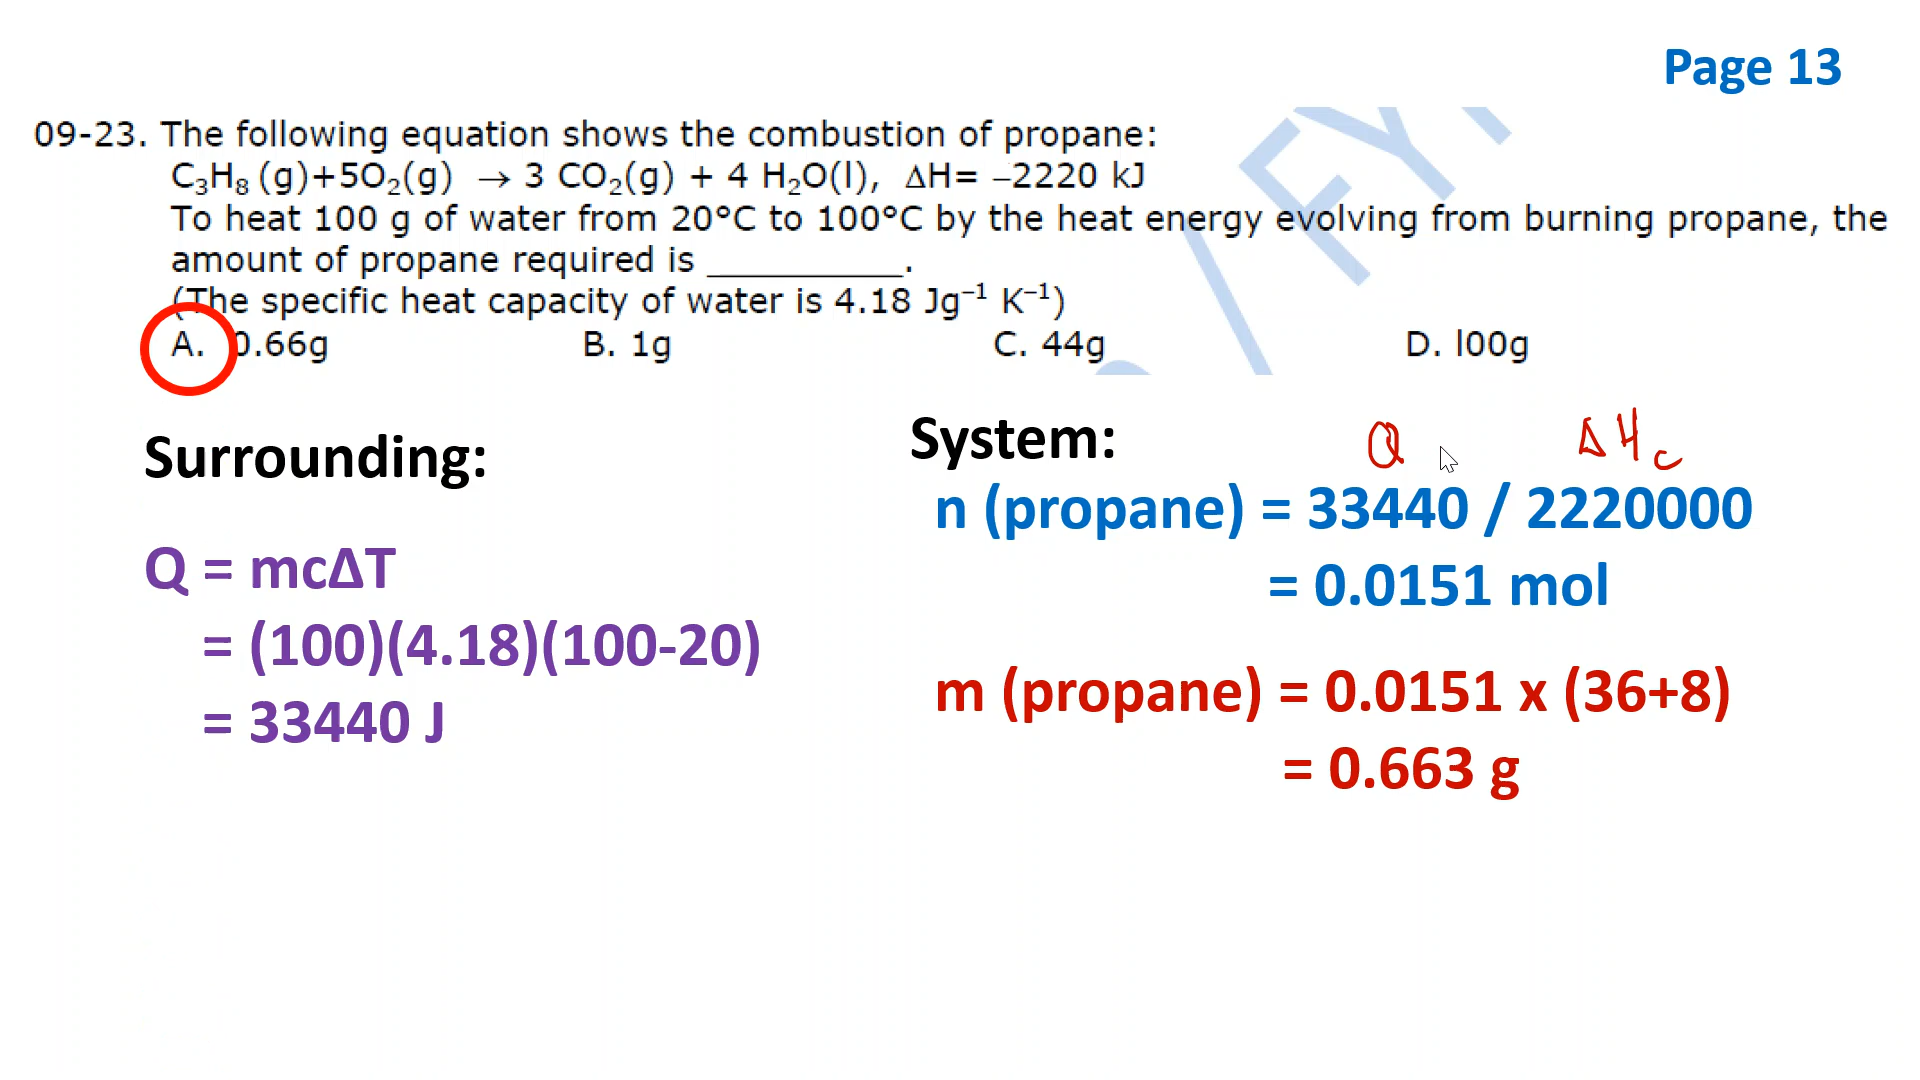 Page 13
09-23. The following equation shows the combustion of propane:
C₃H₈ (g)+5O₂(g) → 3 CO₂(g) + 4 H₂O(l), ΔH= −2220 kJ
To heat 100 g of water from 20°C to 100°C by the heat energy evolving from burning propane, the
amount of propane required is __________.
(The specific heat capacity of water is 4.18 Jg⁻¹ K⁻¹)
A. 0.66g B. 1g C. 44g D. l00g
Surrounding:
Q = mcΔT
= (100)(4.18)(100-20)
= 33440 J
System:
Q ΔHc
n (propane) = 33440 / 2220000
= 0.0151 mol
m (propane) = 0.0151 x (36+8)
= 0.663 g